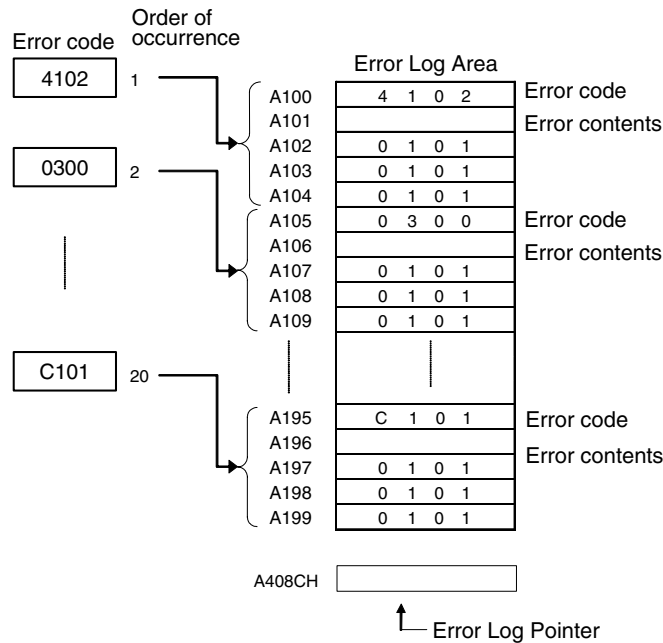 Order of
occurrence
Error code
Error Log Area
4102 1
A100 4 1 0 2 Error code
A101 Error contents
A102 0 1 0 1
0300 2
A103 0 1 0 1
A104 0 1 0 1
A105 0 3 0 0 Error code
A106 Error contents
A107 0 1 0 1
A108 0 1 0 1
A109 0 1 0 1
C101 20
A195 C 1 0 1 Error code
A196 Error contents
A197 0 1 0 1
A198 0 1 0 1
A199 0 1 0 1
A408CH
Error Log Pointer